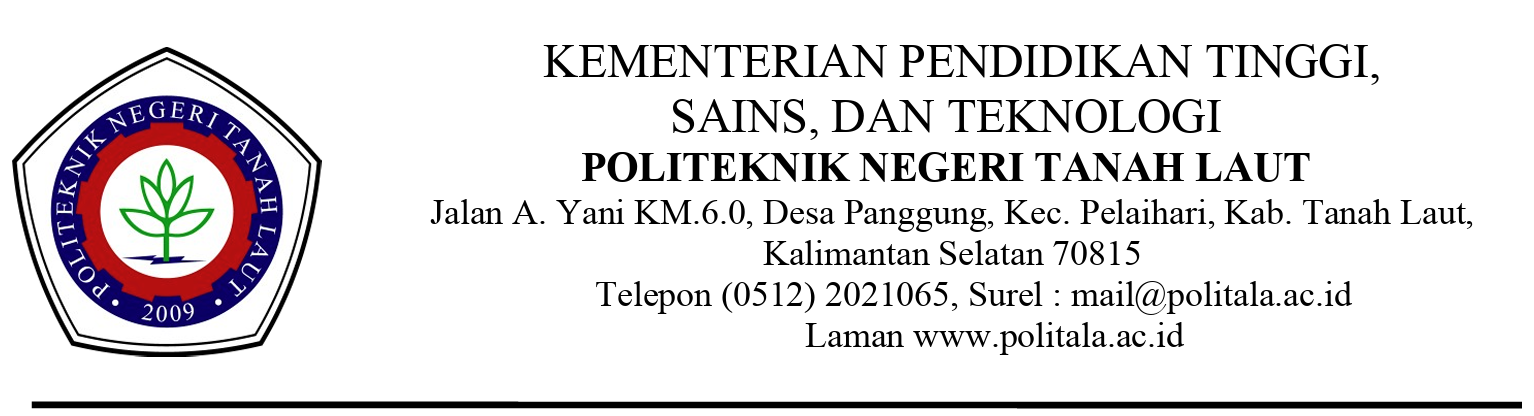 POLITEKNIK NEGERI TANAH LAUT
• 2009 •
KEMENTERIAN PENDIDIKAN TINGGI,
SAINS, DAN TEKNOLOGI
POLITEKNIK NEGERI TANAH LAUT
Jalan A. Yani KM.6.0, Desa Panggung, Kec. Pelaihari, Kab. Tanah Laut,
Kalimantan Selatan 70815
Telepon (0512) 2021065, Surel : mail@politala.ac.id
Laman www.politala.ac.id